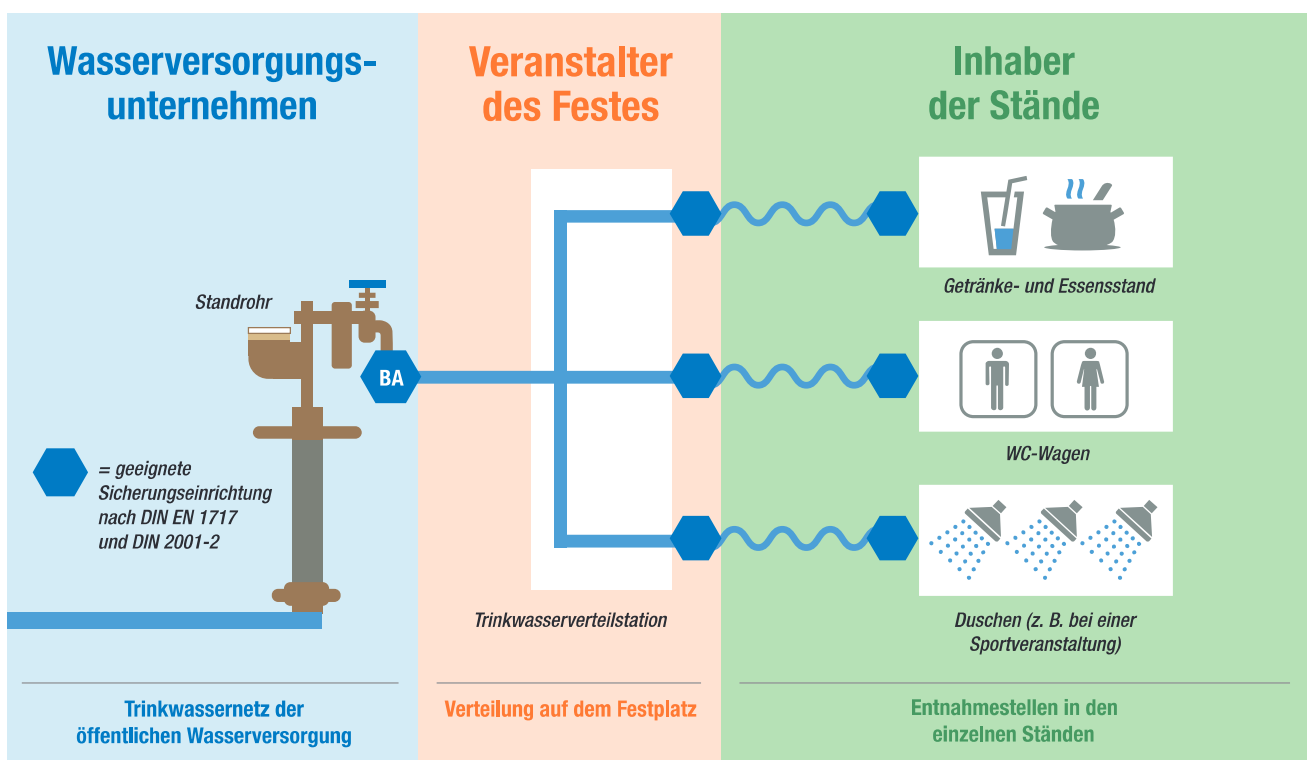 Wasserversorgungs-
unternehmen
Veranstalter
des Festes
Inhaber
der Stände
Standrohr
BA
= geeignete
Sicherungseinrichtung
nach DIN EN 1717
und DIN 2001-2
Trinkwasserverteilstation
Getränke- und Essensstand
WC-Wagen
Duschen (z. B. bei einer
Sportveranstaltung)
Trinkwassernetz der
öffentlichen Wasserversorgung
Verteilung auf dem Festplatz
Entnahmestellen in den
einzelnen Ständen